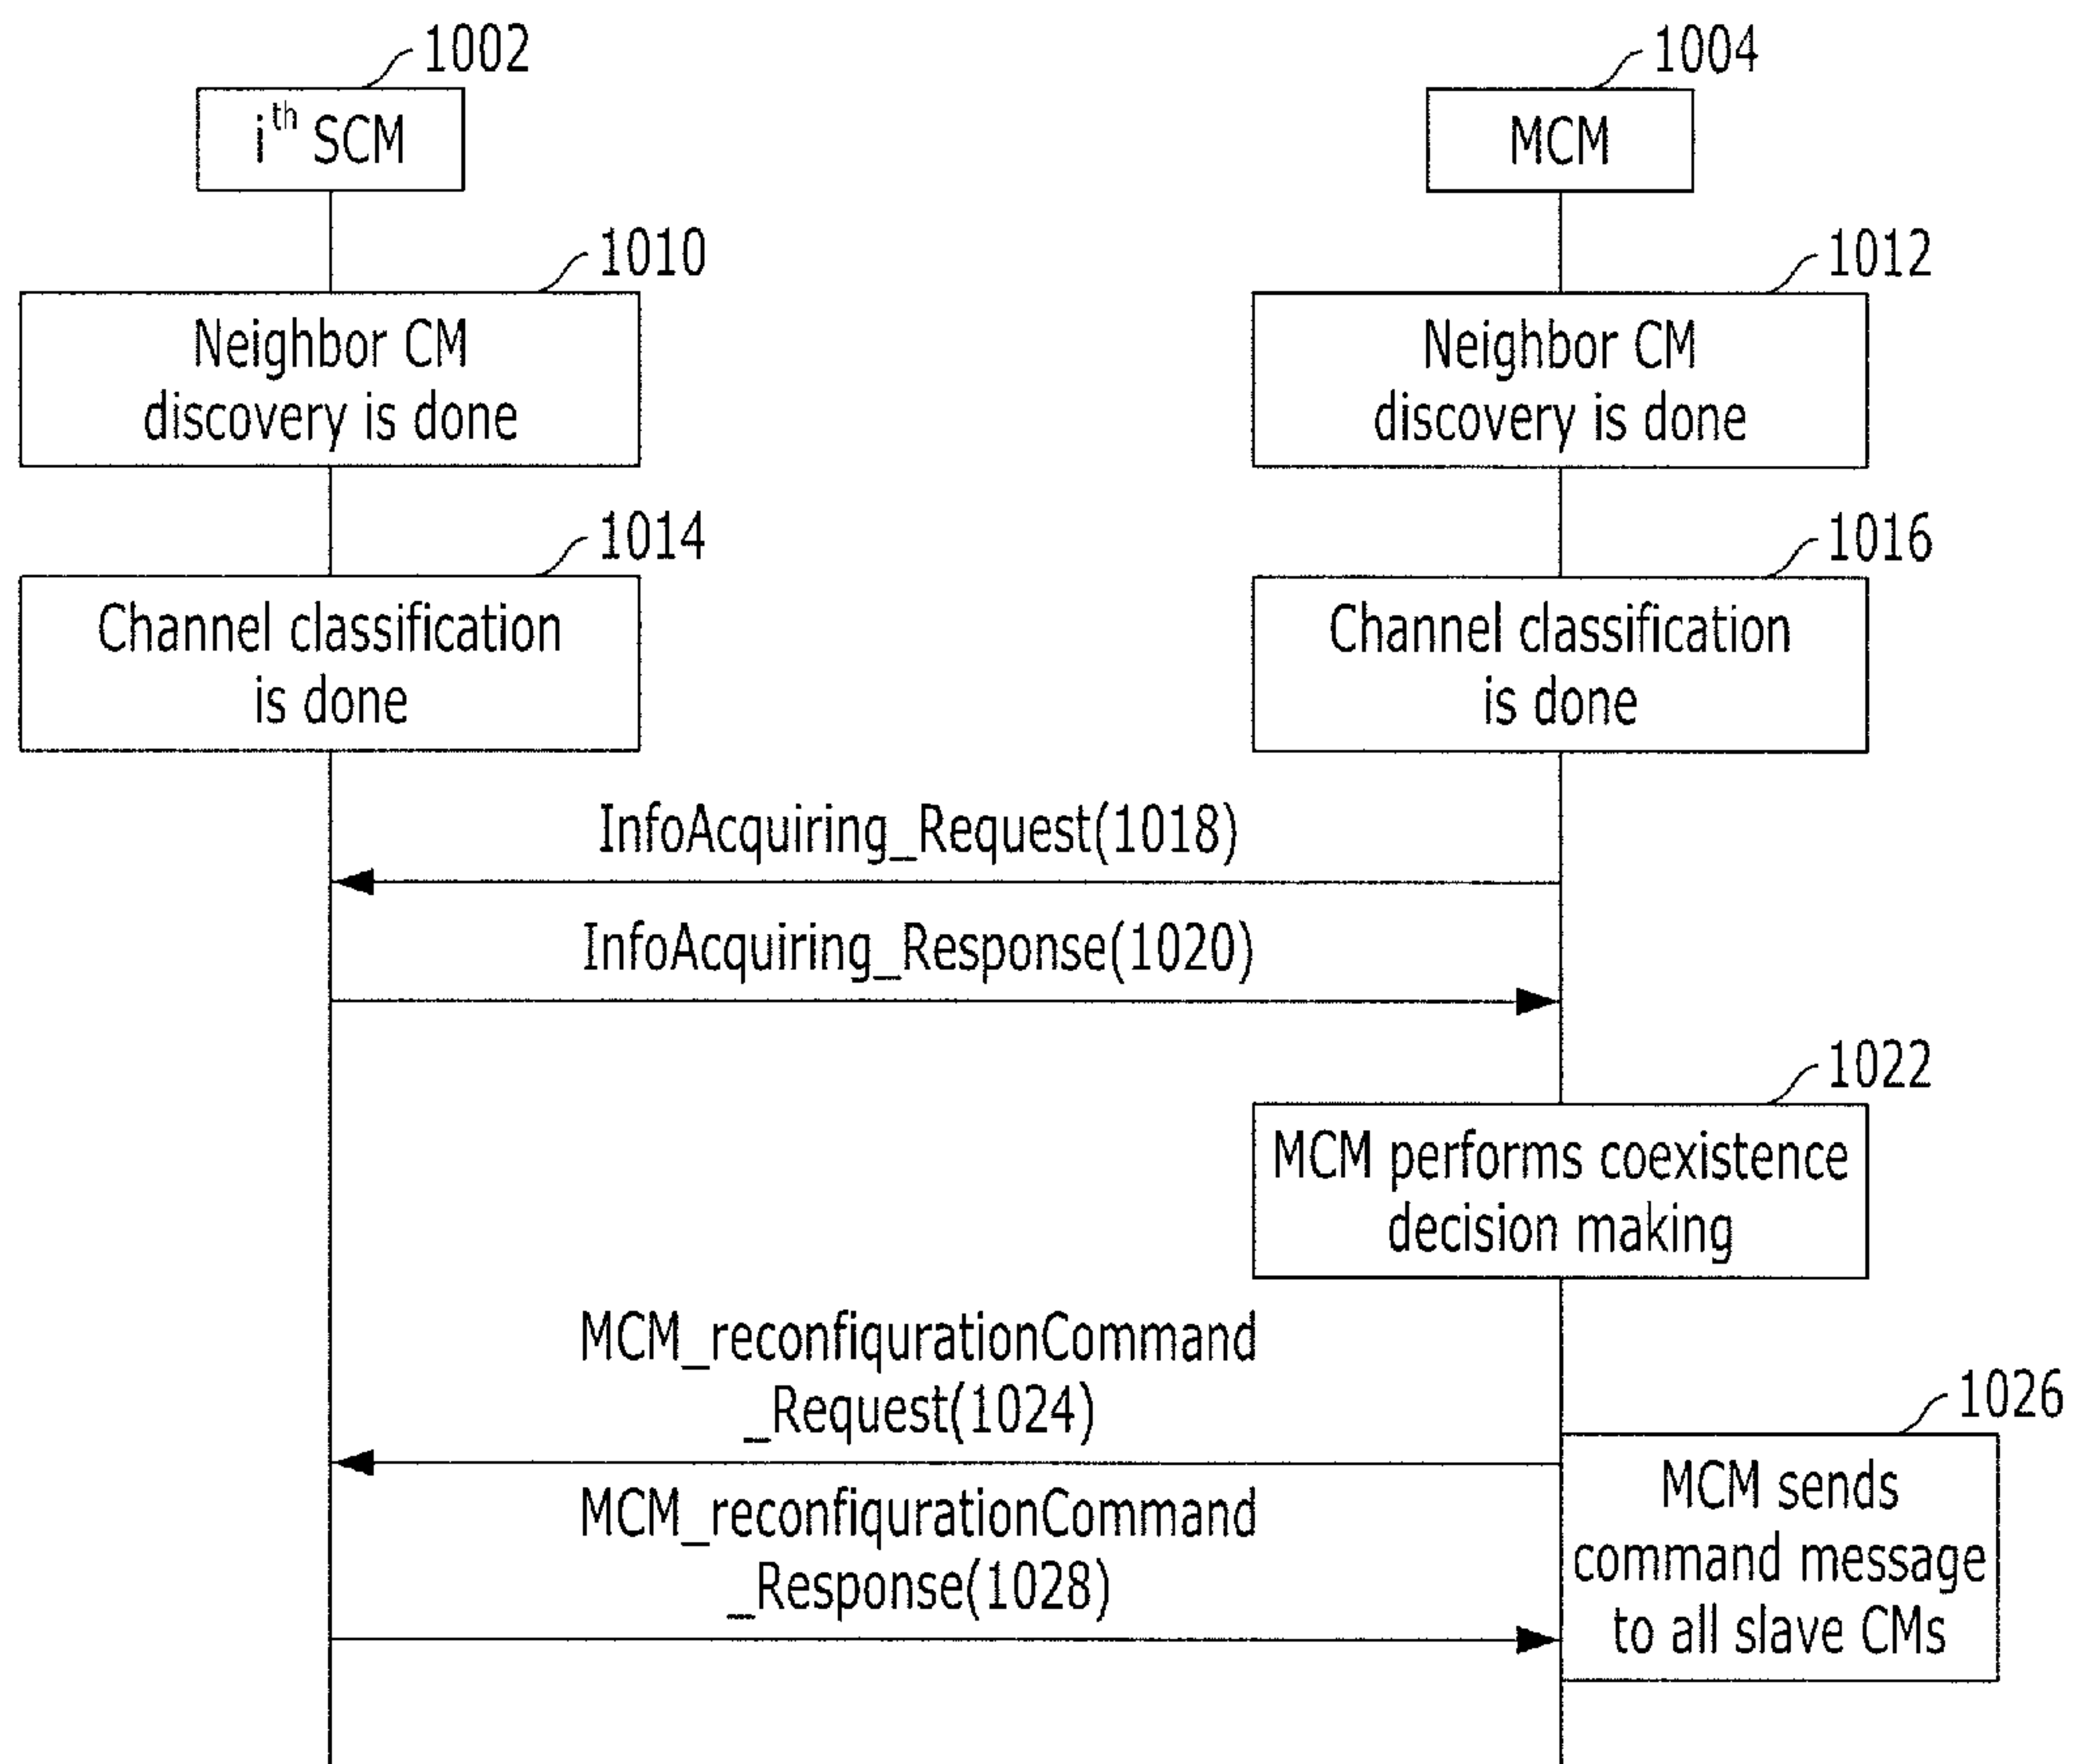 1002
1004
ith SCM
MCM
1010
1012
Neighbor CM
discovery is done
Neighbor CM
discovery is done
1014
1016
Channel classification
is done
Channel classification
is done
InfoAcquiring_Request(1018)
InfoAcquiring_Response(1020)
1022
MCM performs coexistence
decision making
MCM_reconfiqurationCommand
_Request(1024)
1026
MCM sends
command message
to all slave CMs
MCM_reconfiqurationCommand
_Response(1028)